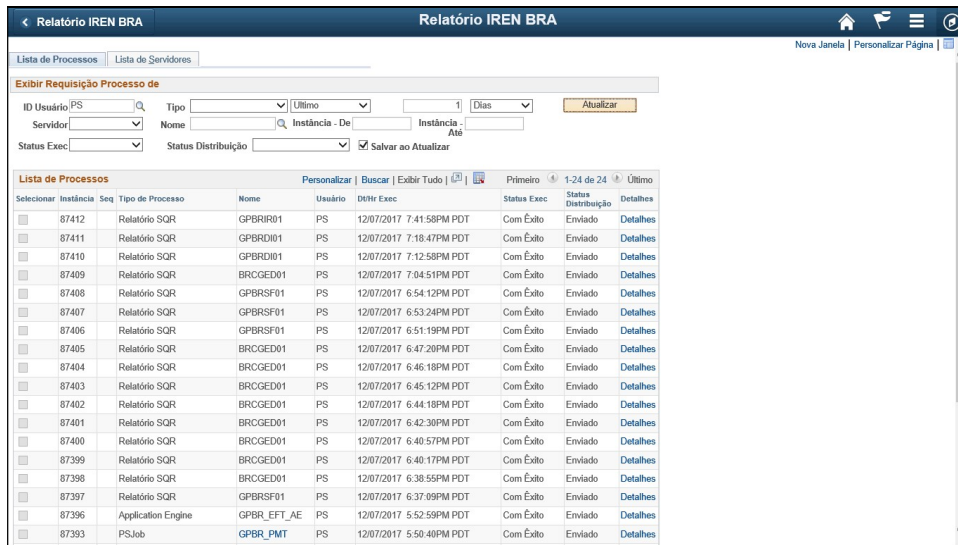 Relatório IREN BRA
Relatório IREN BRA
Nova Janela | Personalizar Página |
Lista de Processos
Lista de Servidores
Exibir Requisição Processo de
ID Usuário PS Tipo Ultimo 1 Dias Atualizar
Servidor Nome Instância - De Instância - Até
Status Exec Status Distribuição Salvar ao Atualizar
Lista de Processos Personalizar | Buscar | Exibir Tudo | | Primeiro 1-24 de 24 Último
Selecionar Instância Seq Tipo de Processo Nome Usuário Dt/Hr Exec Status Exec Status Distribuição Detalhes
87412 Relatório SQR GPBRIR01 PS 12/07/2017 7:41:58PM PDT Com Êxito Enviado Detalhes
87411 Relatório SQR GPBRDI01 PS 12/07/2017 7:18:47PM PDT Com Êxito Enviado Detalhes
87410 Relatório SQR GPBRDI01 PS 12/07/2017 7:12:58PM PDT Com Êxito Enviado Detalhes
87409 Relatório SQR BRCGED01 PS 12/07/2017 7:04:51PM PDT Com Êxito Enviado Detalhes
87408 Relatório SQR GPBRSF01 PS 12/07/2017 6:54:12PM PDT Com Êxito Enviado Detalhes
87407 Relatório SQR GPBRSF01 PS 12/07/2017 6:53:24PM PDT Com Êxito Enviado Detalhes
87406 Relatório SQR GPBRSF01 PS 12/07/2017 6:51:19PM PDT Com Êxito Enviado Detalhes
87405 Relatório SQR BRCGED01 PS 12/07/2017 6:47:20PM PDT Com Êxito Enviado Detalhes
87404 Relatório SQR BRCGED01 PS 12/07/2017 6:46:18PM PDT Com Êxito Enviado Detalhes
87403 Relatório SQR BRCGED01 PS 12/07/2017 6:45:12PM PDT Com Êxito Enviado Detalhes
87402 Relatório SQR BRCGED01 PS 12/07/2017 6:44:18PM PDT Com Êxito Enviado Detalhes
87401 Relatório SQR BRCGED01 PS 12/07/2017 6:42:30PM PDT Com Êxito Enviado Detalhes
87400 Relatório SQR BRCGED01 PS 12/07/2017 6:40:57PM PDT Com Êxito Enviado Detalhes
87399 Relatório SQR BRCGED01 PS 12/07/2017 6:40:17PM PDT Com Êxito Enviado Detalhes
87398 Relatório SQR BRCGED01 PS 12/07/2017 6:38:55PM PDT Com Êxito Enviado Detalhes
87397 Relatório SQR GPBRSF01 PS 12/07/2017 6:37:09PM PDT Com Êxito Enviado Detalhes
87396 Application Engine GPBR_EFT_AE PS 12/07/2017 5:52:59PM PDT Com Êxito Enviado Detalhes
87393 PSJob GPBR_PMT PS 12/07/2017 5:50:40PM PDT Com Êxito Enviado Detalhes